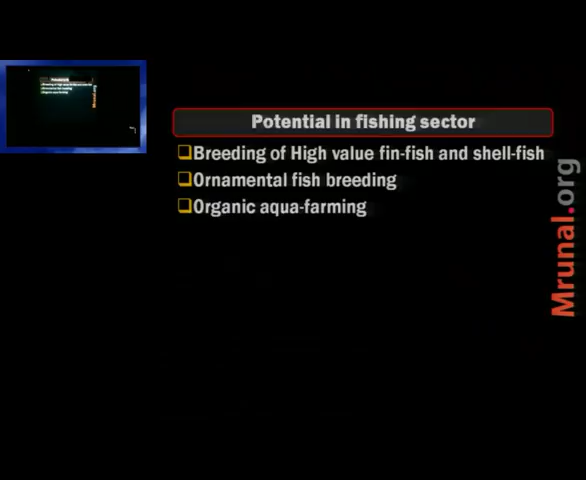 Potential in fishing sector
Breeding of High value fin-fish and shell-fish
Ornamental fish breeding
Organic aqua-farming
Mrunal.org